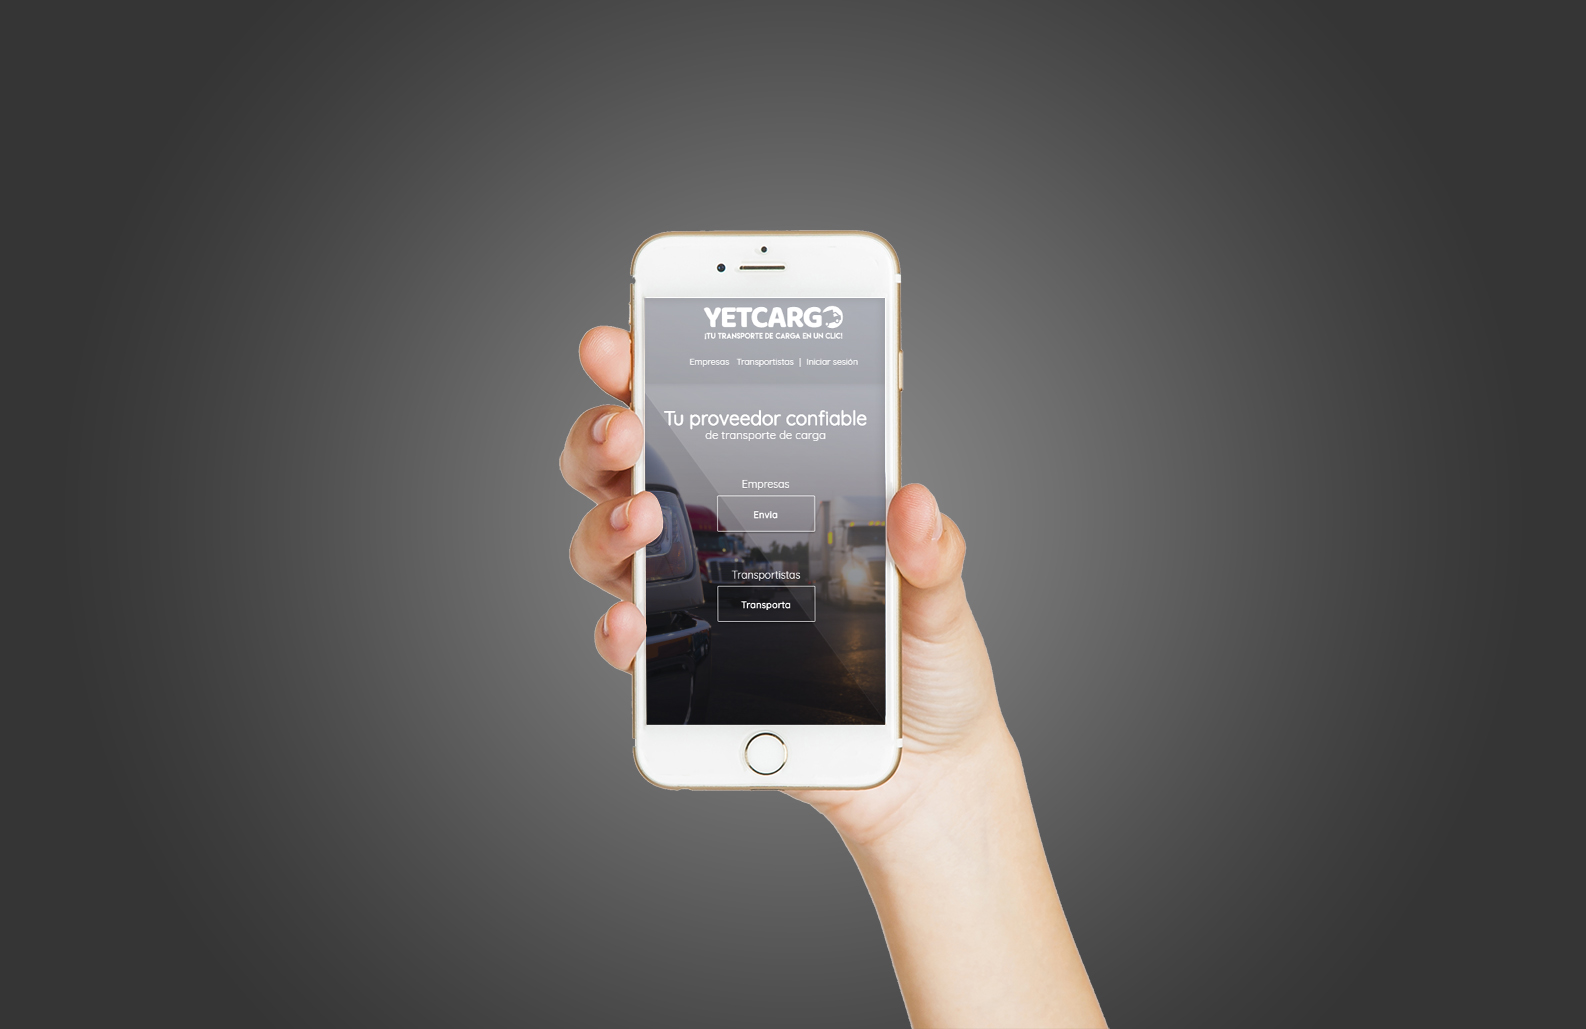 YETCARGO
¡TU TRANSPORTE DE CARGA EN UN CLIC!
Empresas Transportistas | Iniciar sesión
Tu proveedor confiable
de transporte de carga
Empresas
Envia
Transportistas
Transporta